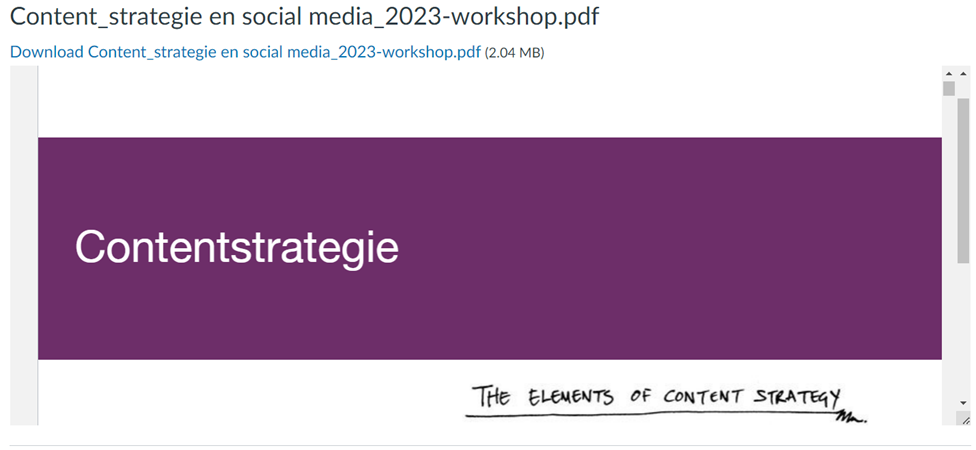 Content_strategie en social media_2023-workshop.pdf
Download Content_strategie en social media_2023-workshop.pdf (2.04 MB)
Contentstrategie
THE ELEMENTS OF CONTENT STRATEGY